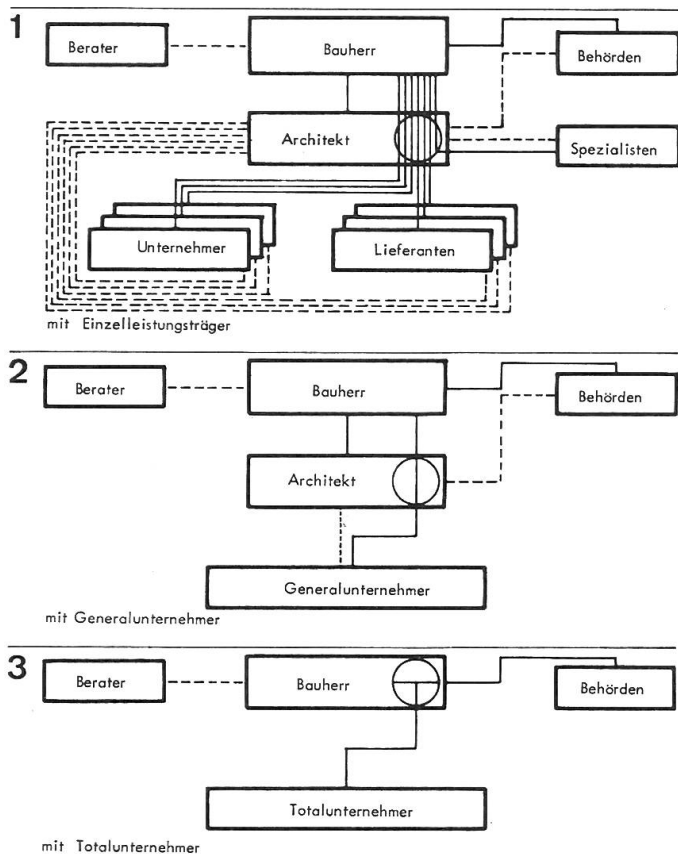 1
Berater
Bauherr
Behörden
Architekt
Spezialisten
Unternehmer
Lieferanten
mit Einzelleistungsträger
2
Berater
Bauherr
Behörden
Architekt
Generalunternehmer
mit Generalunternehmer
3
Berater
Bauherr
Behörden
Totalunternehmer
mit Totalunternehmer